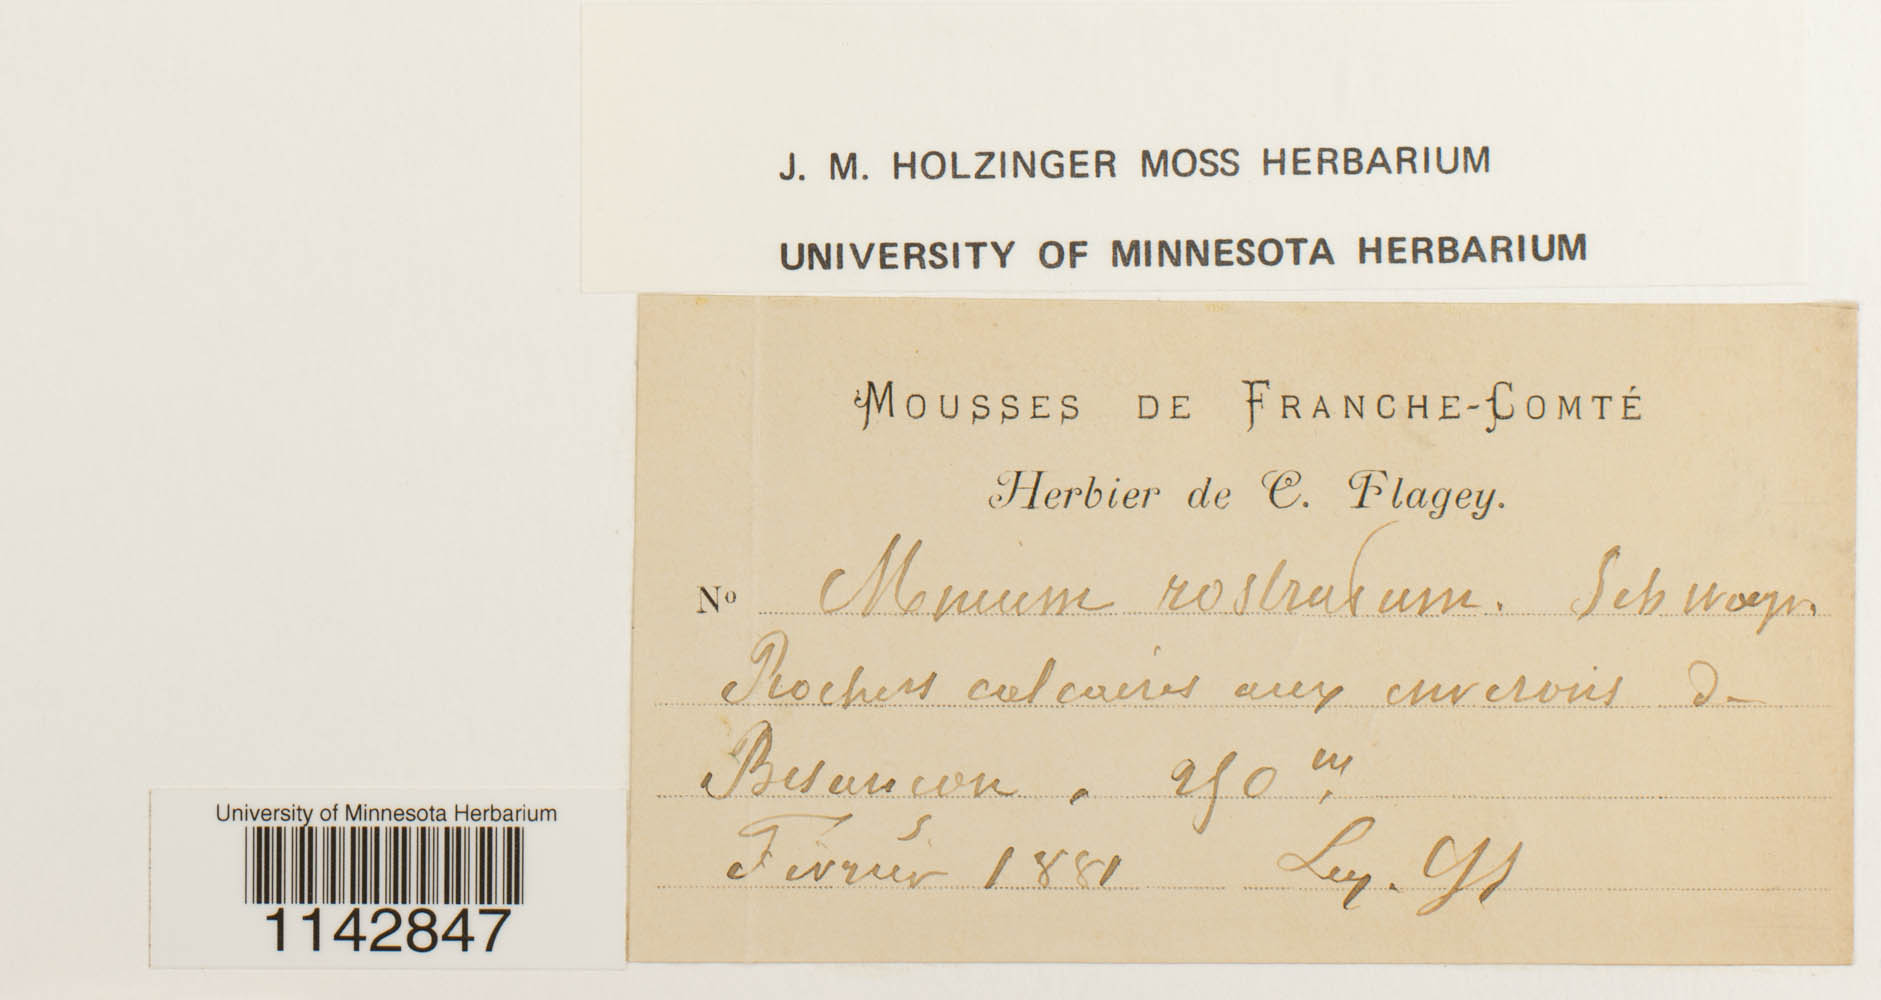 J. M. HOLZINGER MOSS HERBARIUM
UNIVERSITY OF MINNESOTA HERBARIUM
MOUSSES DE FRANCHE-COMTÉ
Herbier de C. Flagey.
Nº Mnium rostratum. Schwaegr.
Rochers calcaires aux environs de
Besançon, 250 m.
Février 1881 Leg.
University of Minnesota Herbarium
1142847